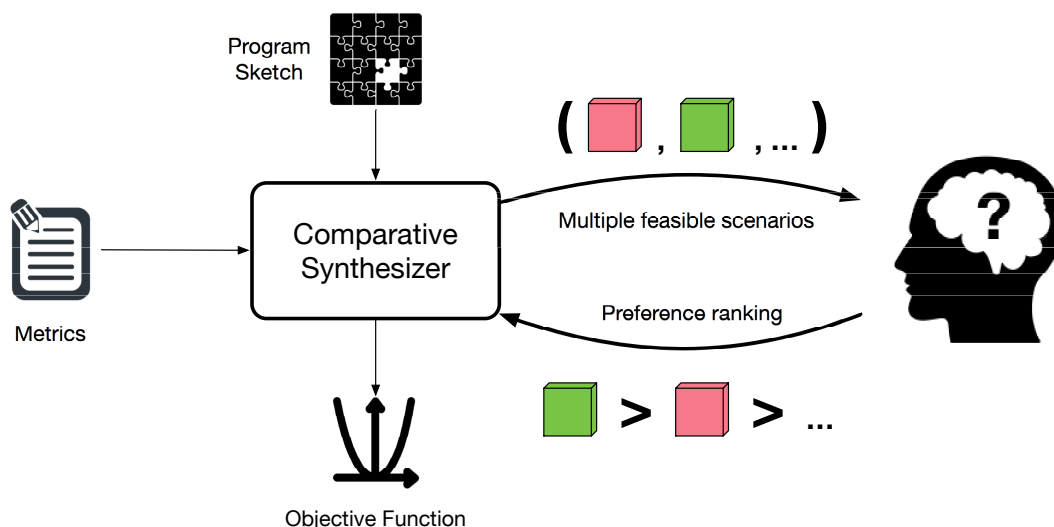 Program
Sketch
( , , ... )
Comparative
Synthesizer
Multiple feasible scenarios
?
Metrics
Preference ranking
> > ...
Objective Function